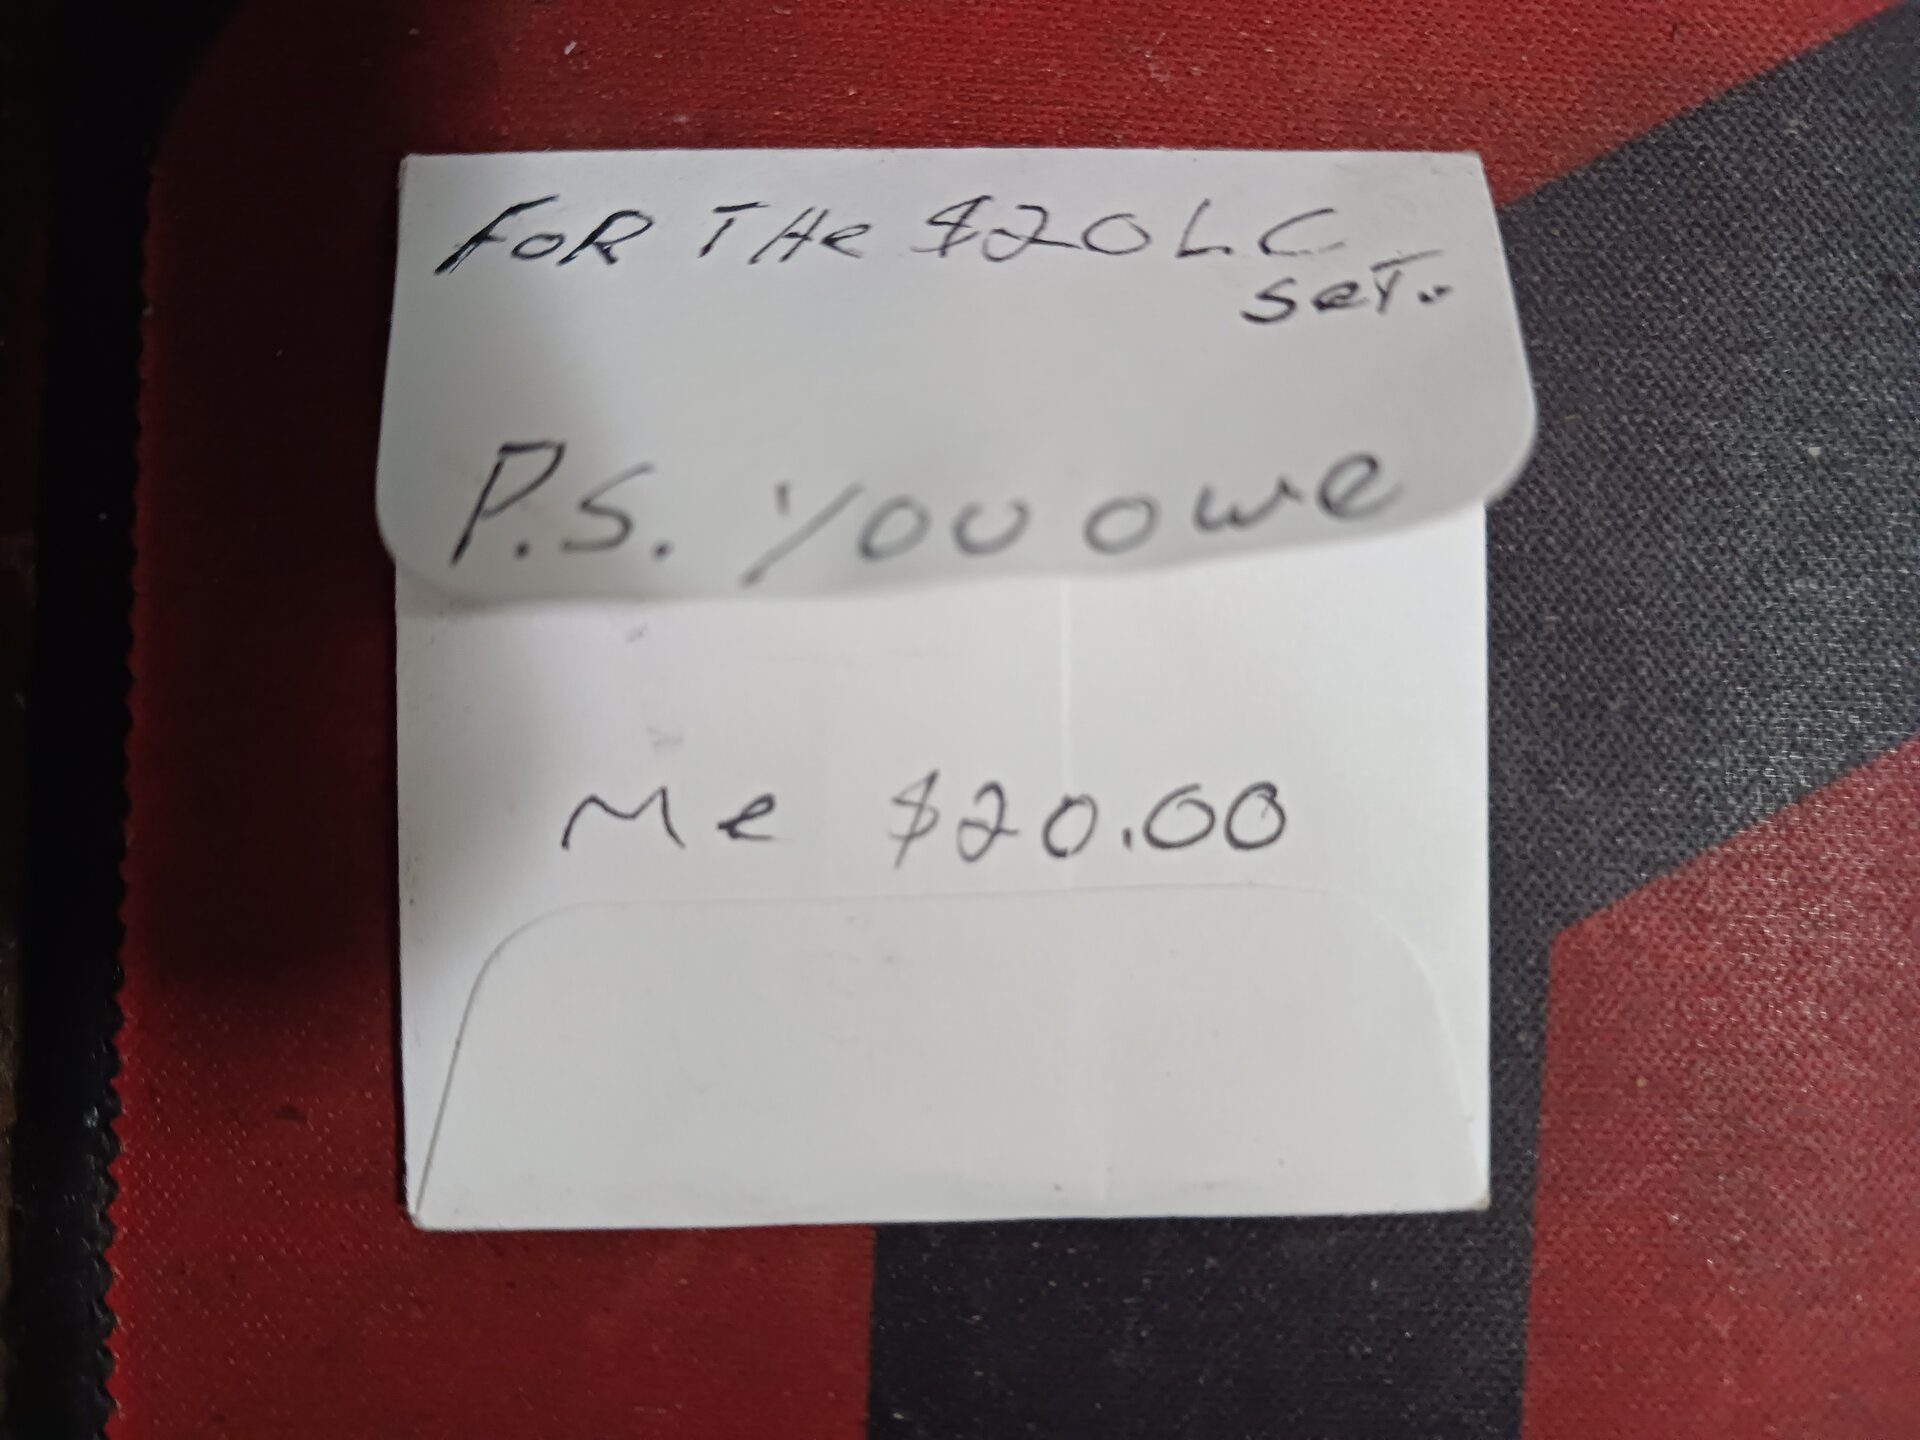 FOR THe $20 L.C
seT..
P.S. YOU owe
Me $20.00